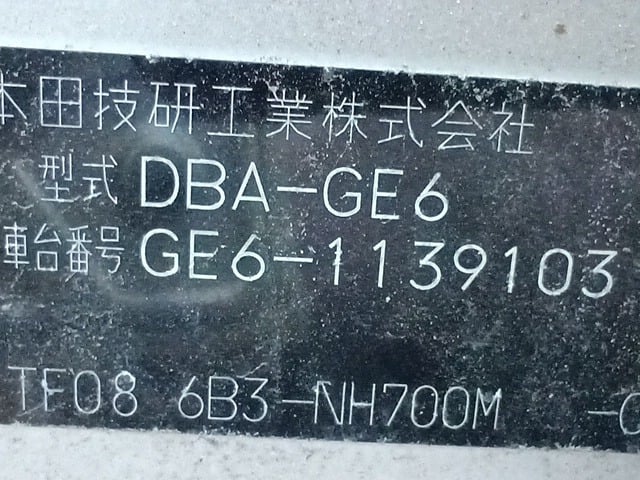 本田技研工業株式会社
型式 DBA-GE6
車台番号 GE6-1139103
TF08 6B3-NH700M -0